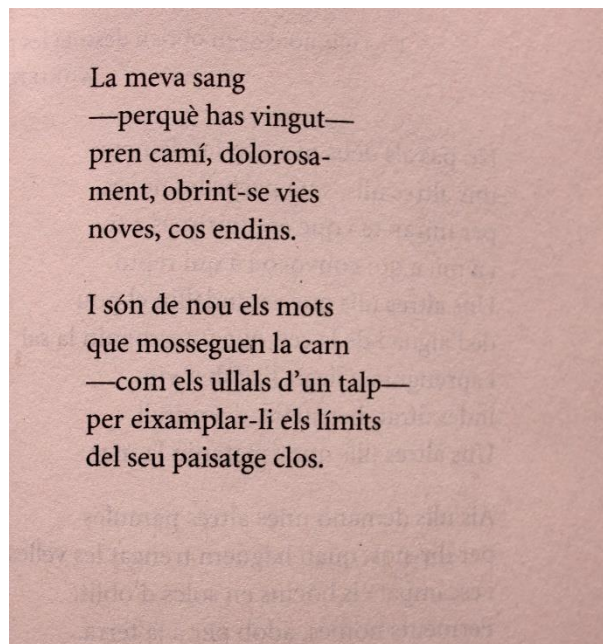 La meva sang
—perquè has vingut—
pren camí, dolorosa-
ment, obrint-se vies
noves, cos endins.
I són de nou els mots
que mosseguen la carn
—com els ullals d’un talp—
per eixamplar-li els límits
del seu paisatge clos.